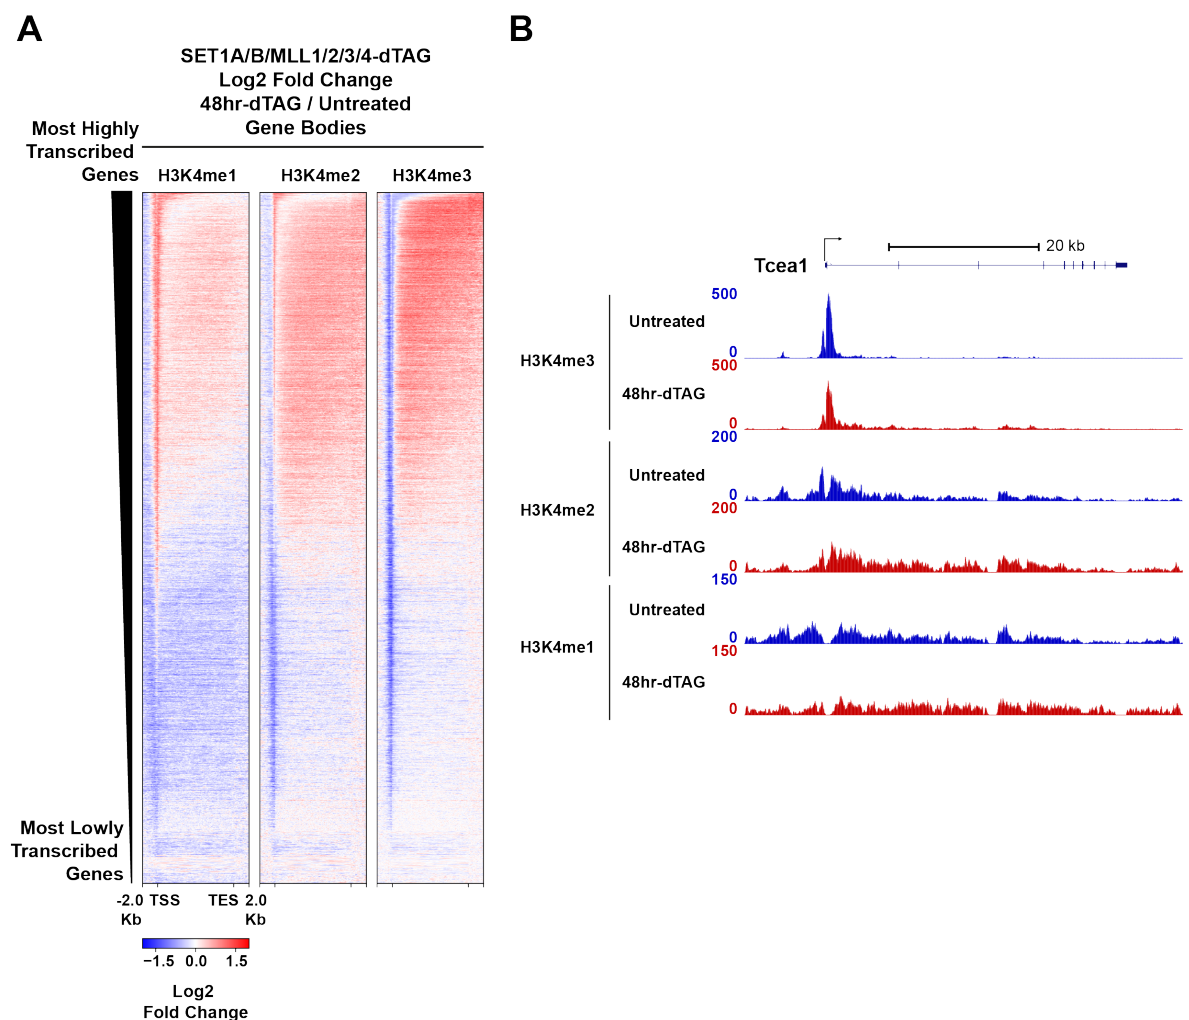 A
SET1A/B/MLL1/2/3/4-dTAG
Log2 Fold Change
48hr-dTAG / Untreated
Gene Bodies
Most Highly
Transcribed
Genes
H3K4me1
H3K4me2
H3K4me3
Most Lowly
Transcribed
Genes
-2.0 TSS TES 2.0
Kb Kb
−1.5 0.0 1.5
Log2
Fold Change
B
20 kb
Tcea1
H3K4me3
Untreated
500
0
48hr-dTAG
500
0
H3K4me2
Untreated
200
0
48hr-dTAG
200
0
H3K4me1
Untreated
150
0
48hr-dTAG
150
0